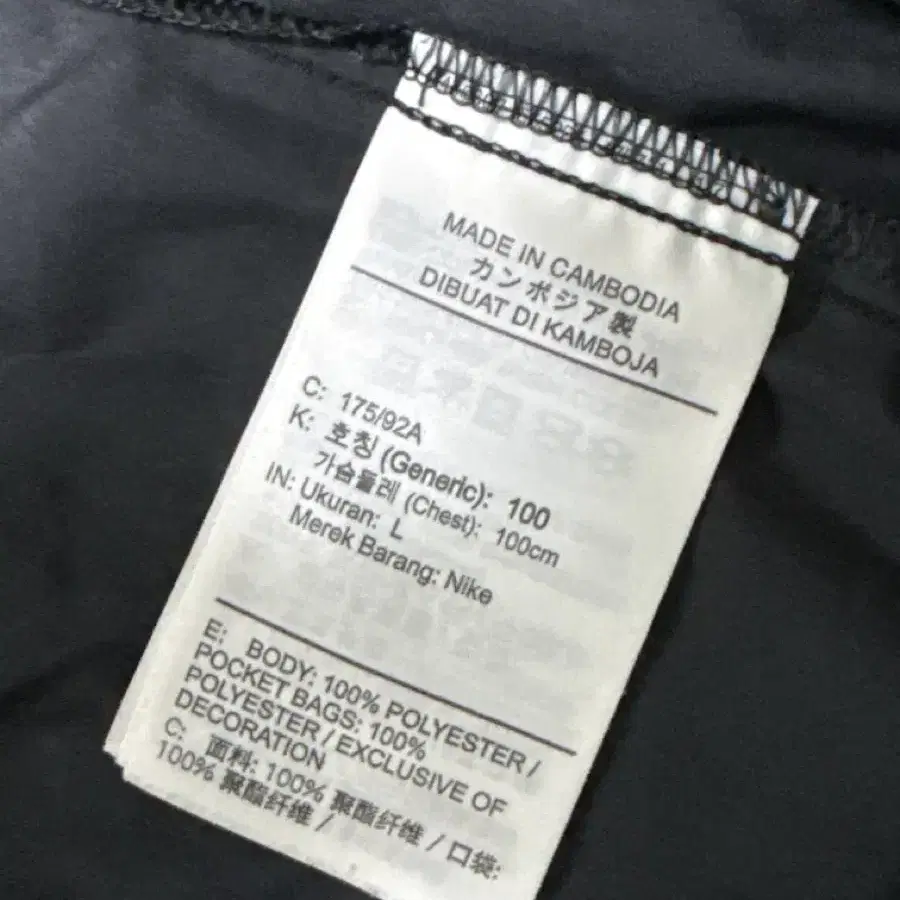 MADE IN CAMBODIA
カンボジア製
DIBUAT DI KAMBOJA
C: 175/92A
K: 호칭 (Generic): 100
가슴둘레 (Chest): 100cm
IN: Ukuran: L
Merek Barang: Nike
E: BODY: 100% POLYESTER /
POCKET BAGS: 100%
POLYESTER / EXCLUSIVE OF
DECORATION
C: 面料: 100% 聚酯纤维 / 口袋:
100% 聚酯纤维 /